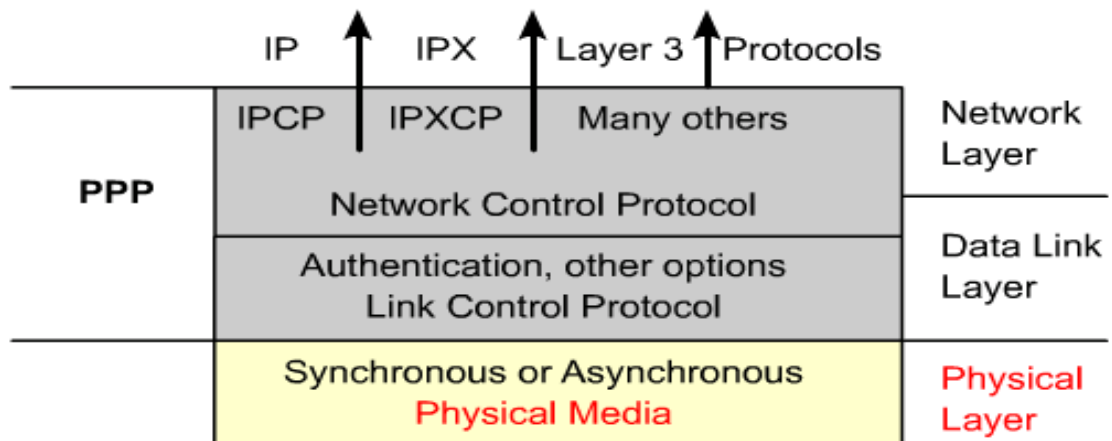 IP IPX Layer 3 Protocols
IPCP IPXCP Many others
Network
Layer
PPP
Network Control Protocol
Authentication, other options
Link Control Protocol
Data Link
Layer
Synchronous or Asynchronous
Physical Media
Physical
Layer